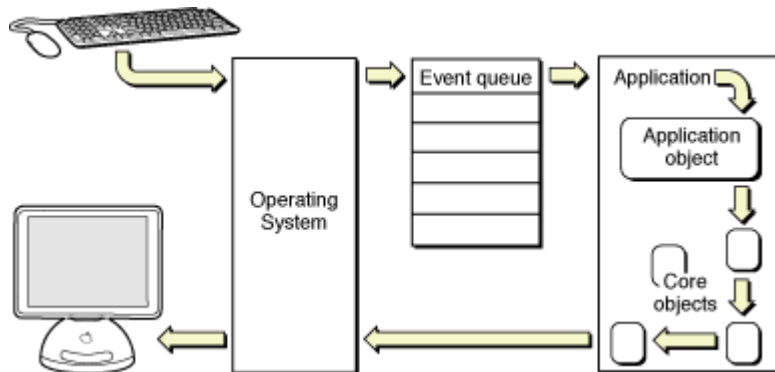 Event queue
Application
Application
object
Operating
System
Core
objects